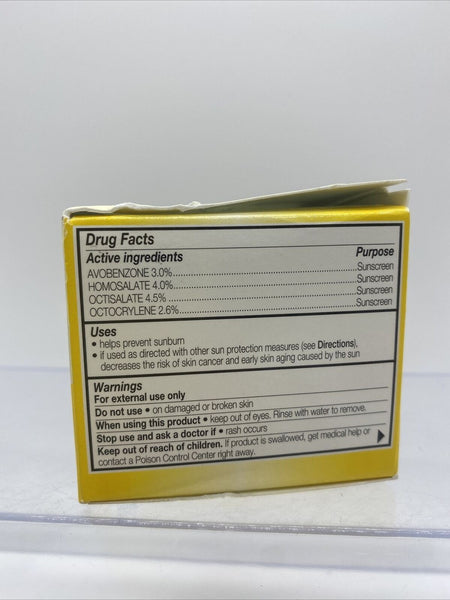 Drug Facts
Active ingredients Purpose
AVOBENZONE 3.0%........................................Sunscreen
HOMOSALATE 4.0%........................................Sunscreen
OCTISALATE 4.5% ........................................Sunscreen
OCTOCRYLENE 2.6%........................................Sunscreen
Uses
• helps prevent sunburn
• if used as directed with other sun protection measures (see Directions),
decreases the risk of skin cancer and early skin aging caused by the sun
Warnings
For external use only
Do not use • on damaged or broken skin
When using this product • keep out of eyes. Rinse with water to remove.
Stop use and ask a doctor if • rash occurs
Keep out of reach of children. If product is swallowed, get medical help or
contact a Poison Control Center right away.